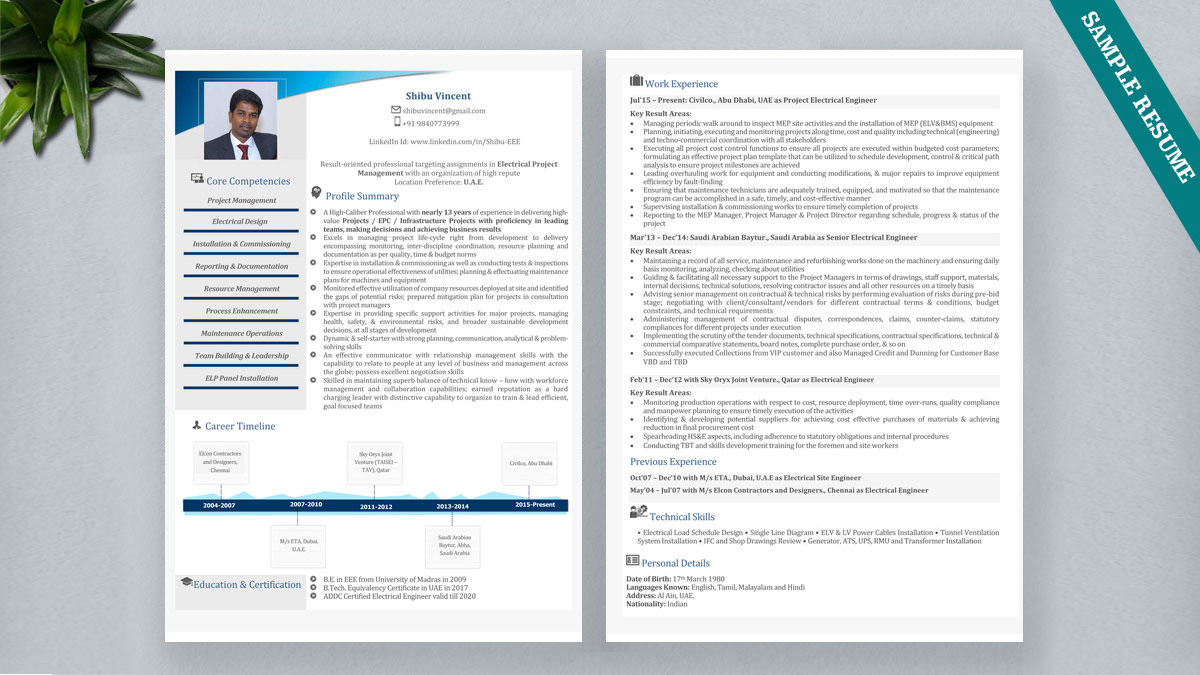 SAMPLE RESUME
Shibu Vincent
shibuvincent@gmail.com
+91 9840773999
LinkedIn Id: www.linkedin.com/in/Shibu-EEE
Result-oriented professional targeting assignments in Electrical Project
Management with an organization of high repute
Location Preference: U.A.E.
Core Competencies
Project Management
Electrical Design
Installation & Commissioning
Reporting & Documentation
Resource Management
Process Enhancement
Maintenance Operations
Team Building & Leadership
ELP Panel Installation
Profile Summary
A High-Caliber Professional with nearly 13 years of experience in delivering high-
value Projects / EPC / Infrastructure Projects with proficiency in leading
teams, making decisions and achieving business results
Excels in managing project life-cycle right from development to delivery
encompassing monitoring, inter-discipline coordination, resource planning and
documentation as per quality, time & budget norms
Expertise in installation & commissioning as well as conducting tests & inspections
to ensure operational effectiveness of utilities; planning & effectuating maintenance
plans for machines and equipment
Monitored effective utilization of company resources deployed at site and identified
the gaps of potential risks; prepared mitigation plan for projects in consultation
with project managers
Expertise in providing specific support activities for major projects, managing
health, safety, & environmental risks, and broader sustainable development
decisions, at all stages of development
Dynamic & self-starter with strong planning, communication, analytical & problem-
solving skills
An effective communicator with relationship management skills with the
capability to relate to people at any level of business and management across
the globe; possess excellent negotiation skills
Skilled in maintaining superb balance of technical know – how with workforce
management and collaboration capabilities; earned reputation as a hard
charging leader with distinctive capability to organize to train & lead efficient,
goal focused teams
Career Timeline
Elcon Contractors
and Designers,
Chennai
Sky Oryx Joint
Venture (TAISEI –
TAV), Qatar
Civilco, Abu Dhabi
2004-2007
2007-2010
2011-2012
2013-2014
2015-Present
M/s ETA, Dubai,
U.A.E.
Saudi Arabian
Baytur, Abha,
Saudi Arabia
Education & Certification
B.E. in EEE from University of Madras in 2009
B.Tech. Equivalency Certificate in UAE in 2017
ADDC Certified Electrical Engineer valid till 2020
Work Experience
Jul'15 – Present: Civilco., Abu Dhabi, UAE as Project Electrical Engineer
Key Result Areas:
• Managing periodic walk around to inspect MEP site activities and the installation of MEP (ELV&BMS) equipment
• Planning, initiating, executing and monitoring projects along time, cost and quality including technical (engineering)
and techno-commercial coordination with all stakeholders
• Executing all project cost control functions to ensure all projects are executed within budgeted cost parameters;
formulating an effective project plan template that can be utilized to schedule development, control & critical path
analysis to ensure project milestones are achieved
• Leading overhauling work for equipment and conducting modifications, & major repairs to improve equipment
efficiency by fault-finding
• Ensuring that maintenance technicians are adequately trained, equipped, and motivated so that the maintenance
program can be accomplished in a safe, timely, and cost-effective manner
• Supervising installation & commissioning works to ensure timely completion of projects
• Reporting to the MEP Manager, Project Manager & Project Director regarding schedule, progress & status of the
project
Mar'13 – Dec'14: Saudi Arabian Baytur., Saudi Arabia as Senior Electrical Engineer
Key Result Areas:
• Maintaining a record of all service, maintenance and refurbishing works done on the machinery and ensuring daily
basis monitoring, analyzing, checking about utilities
• Guiding & facilitating all necessary support to the Project Managers in terms of drawings, staff support, materials,
internal decisions, technical solutions, resolving contractor issues and all other resources on a timely basis
• Advising senior management on contractual & technical risks by performing evaluation of risks during pre-bid
stage; negotiating with client/consultant/vendors for different contractual terms & conditions, budget
constraints, and technical requirements
• Administering management of contractual disputes, correspondences, claims, counter-claims, statutory
compliances for different projects under execution
• Implementing the scrutiny of the tender documents, technical specifications, contractual specifications, technical &
commercial comparative statements, board notes, complete purchase order, & so on
• Successfully executed Collections from VIP customer and also Managed Credit and Dunning for Customer Base
VBD and TBD
Feb'11 – Dec'12 with Sky Oryx Joint Venture., Qatar as Electrical Engineer
Key Result Areas:
• Monitoring production operations with respect to cost, resource deployment, time over-runs, quality compliance
and manpower planning to ensure timely execution of the activities
• Identifying & developing potential suppliers for achieving cost effective purchases of materials & achieving
reduction in final procurement cost
• Spearheading HS&E aspects, including adherence to statutory obligations and internal procedures
• Conducting TBT and skills development training for the foremen and site workers
Previous Experience
Oct'07 – Dec'10 with M/s ETA., Dubai, U.A.E as Electrical Site Engineer
May'04 – Jul'07 with M/s Elcon Contractors and Designers., Chennai as Electrical Engineer
Technical Skills
• Electrical Load Schedule Design • Single Line Diagram • ELV & LV Power Cables Installation • Tunnel Ventilation
System Installation • IFC and Shop Drawings Review • Generator, ATS, UPS, RMU and Transformer Installation
Personal Details
Date of Birth: 17th March 1980
Languages Known: English, Tamil, Malayalam and Hindi
Address: Al Ain, UAE.
Nationality: Indian